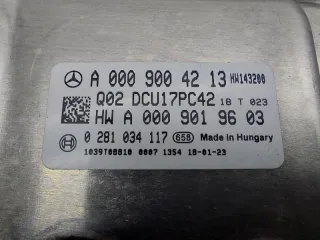 A 000 900 42 13 HW143200
Q02 DCU17PC42 18 T 023
HW A 000 901 96 03
0 281 034 117 658 Made in Hungary
1039T08810 0007 1354 18-01-23